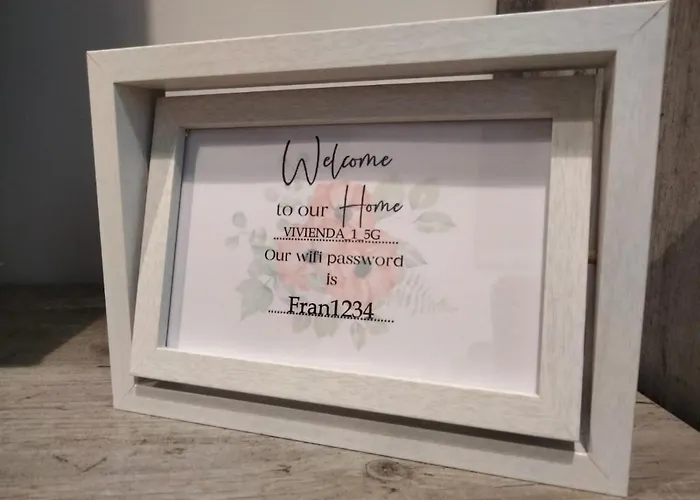 Welcome
to our Home
VIVIENDA_1_5G
Our wifi password
is
Fran1234